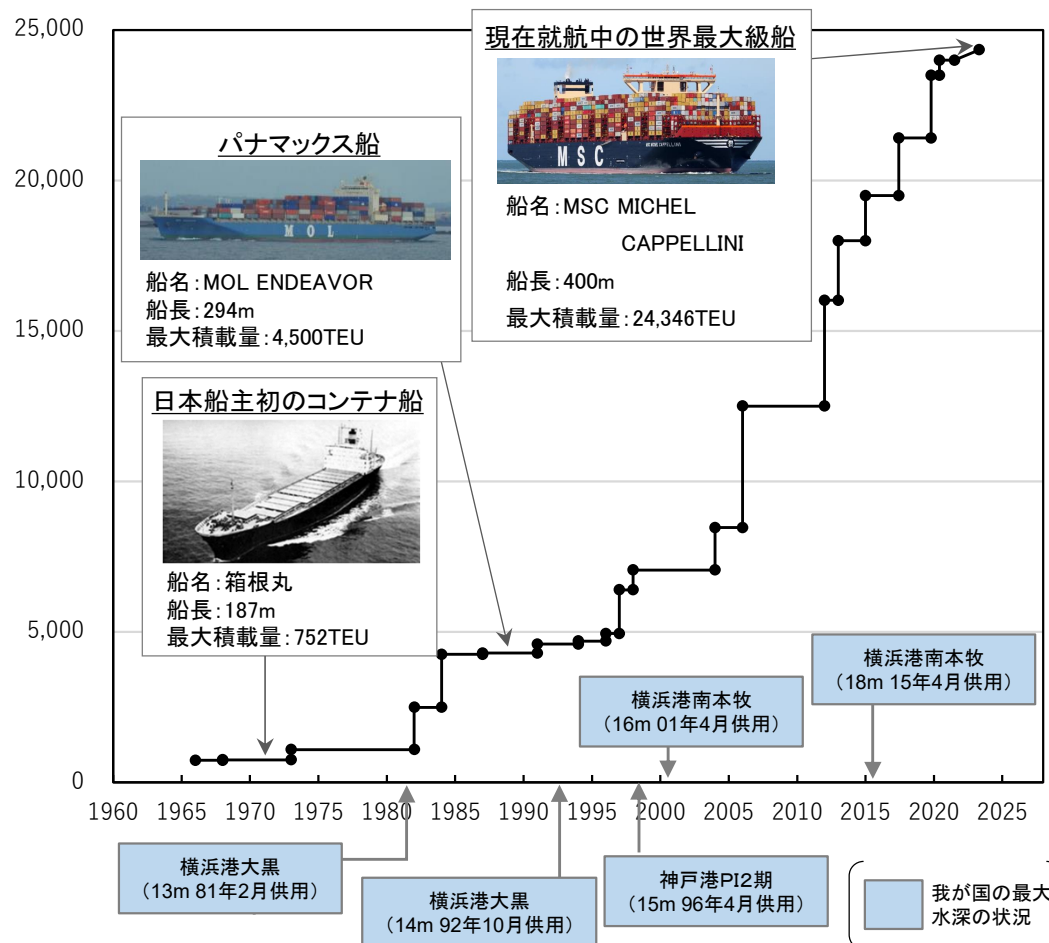 25,000
20,000
15,000
10,000
5,000
0
現在就航中の世界最大級船
MSC
船名：MSC MICHEL
CAPPELLINI
船長：400m
最大積載量：24,346TEU
パナマックス船
MOL
船名：MOL ENDEAVOR
船長：294m
最大積載量：4,500TEU
日本船主初のコンテナ船
船名：箱根丸
船長：187m
最大積載量：752TEU
横浜港南本牧
（16m 01年4月供用）
横浜港南本牧
（18m 15年4月供用）
1960 1965 1970 1975 1980 1985 1990 1995 2000 2005 2010 2015 2020 2025
横浜港大黒
（13m 81年2月供用）
横浜港大黒
（14m 92年10月供用）
神戸港PI2期
（15m 96年4月供用）
我が国の最大
水深の状況